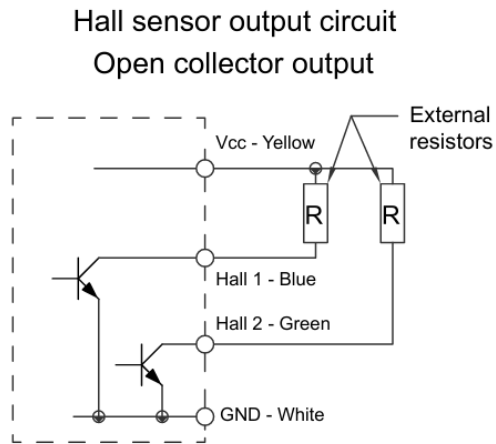 Hall sensor output circuit
Open collector output
External
resistors
Vcc - Yellow
R
R
Hall 1 - Blue
Hall 2 - Green
GND - White